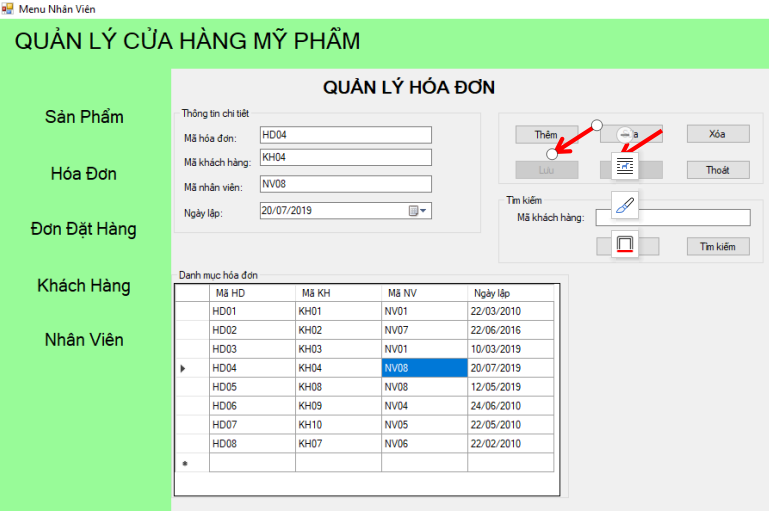 Menu Nhân Viên
QUẢN LÝ CỬA HÀNG MỸ PHẨM
Sản Phẩm
Hóa Đơn
Đơn Đặt Hàng
Khách Hàng
Nhân Viên
QUẢN LÝ HÓA ĐƠN
Thông tin chi tiết
Mã hóa đơn: HD04
Mã khách hàng: KH04
Mã nhân viên: NV08
Ngày lập: 20/07/2019
Thêm Xóa
Lưu Thoát
Tìm kiếm
Mã khách hàng:
Tìm kiếm
Danh mục hóa đơn
Mã HD Mã KH Mã NV Ngày lập
HD01 KH01 NV01 22/03/2010
HD02 KH02 NV07 22/06/2016
HD03 KH03 NV01 10/03/2019
HD04 KH04 NV08 20/07/2019
HD05 KH08 NV08 12/05/2019
HD06 KH09 NV04 24/06/2010
HD07 KH10 NV05 22/05/2010
HD08 KH07 NV06 22/02/2010